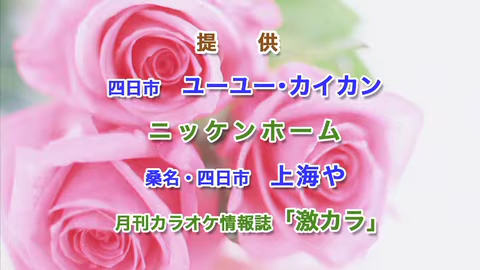 提 供
四日市 ユーユー・カイカン
ニッケンホーム
桑名・四日市 上海や
月刊カラオケ情報誌「激カラ」